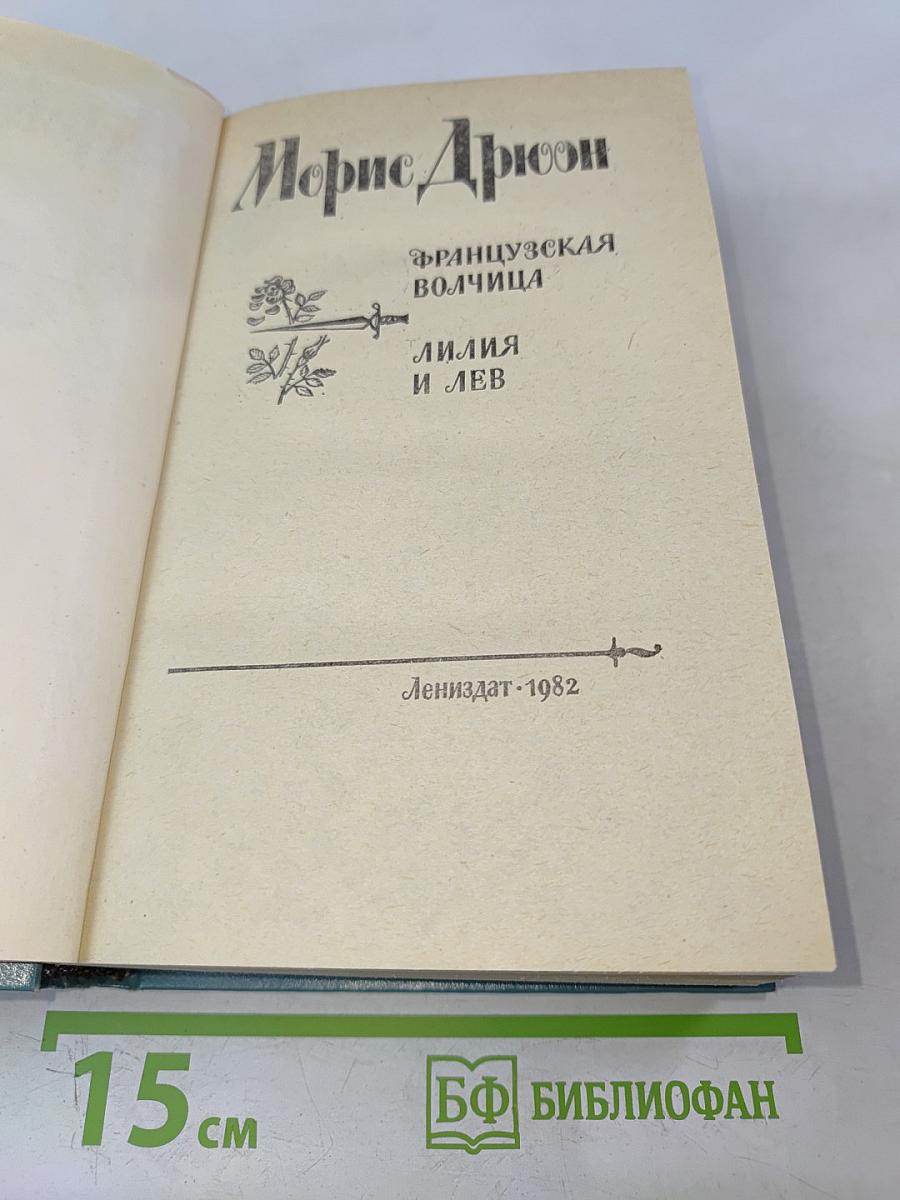 Морис Дрюон
ФРАНЦУЗСКАЯ
ВОЛЧИЦА
ЛИЛИЯ
И ЛЕВ
Лениздат·1982
15 см
БФ БИБЛИОФАН